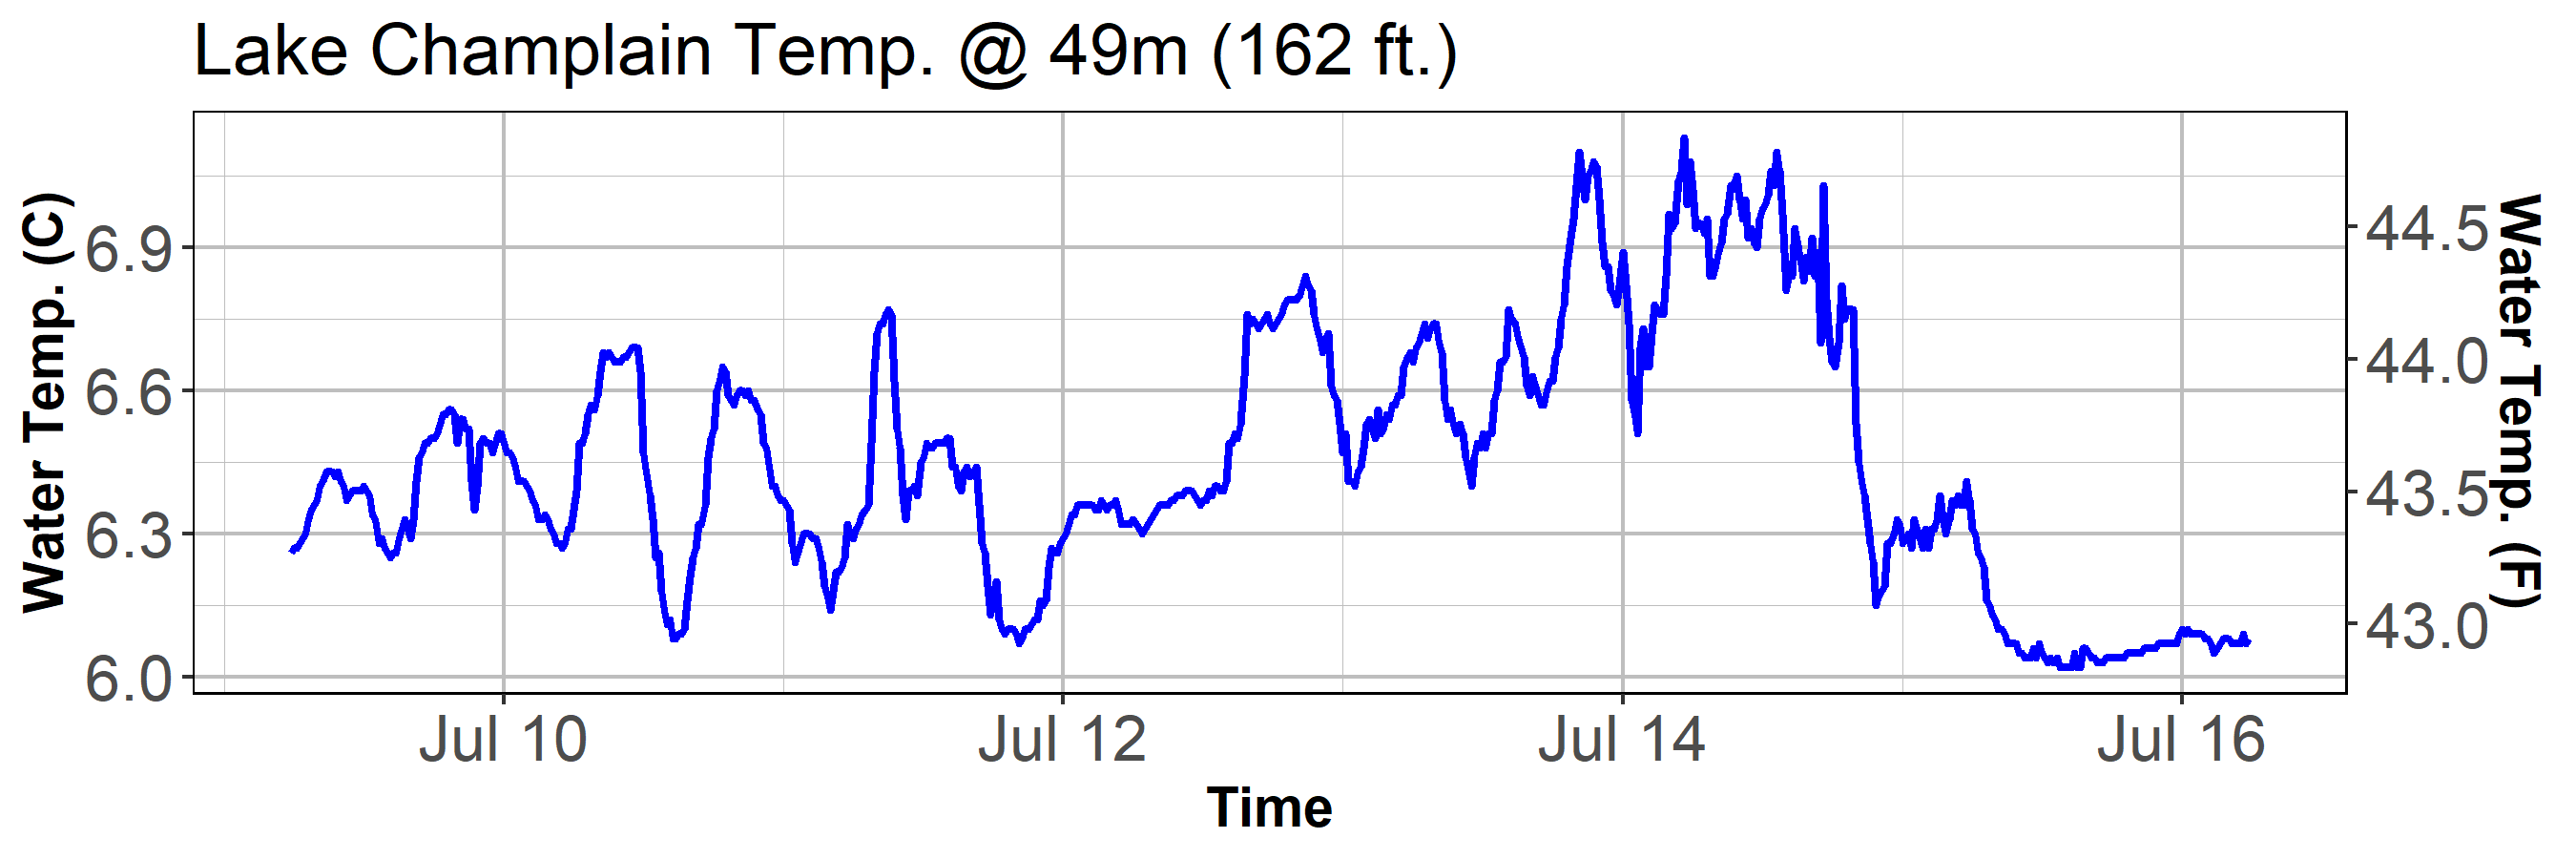 Lake Champlain Temp. @ 49m (162 ft.)
Water Temp. (C)
6.9
6.6
6.3
6.0
44.5
44.0
43.5
43.0
Water Temp. (F)
Jul 10
Jul 12
Jul 14
Jul 16
Time